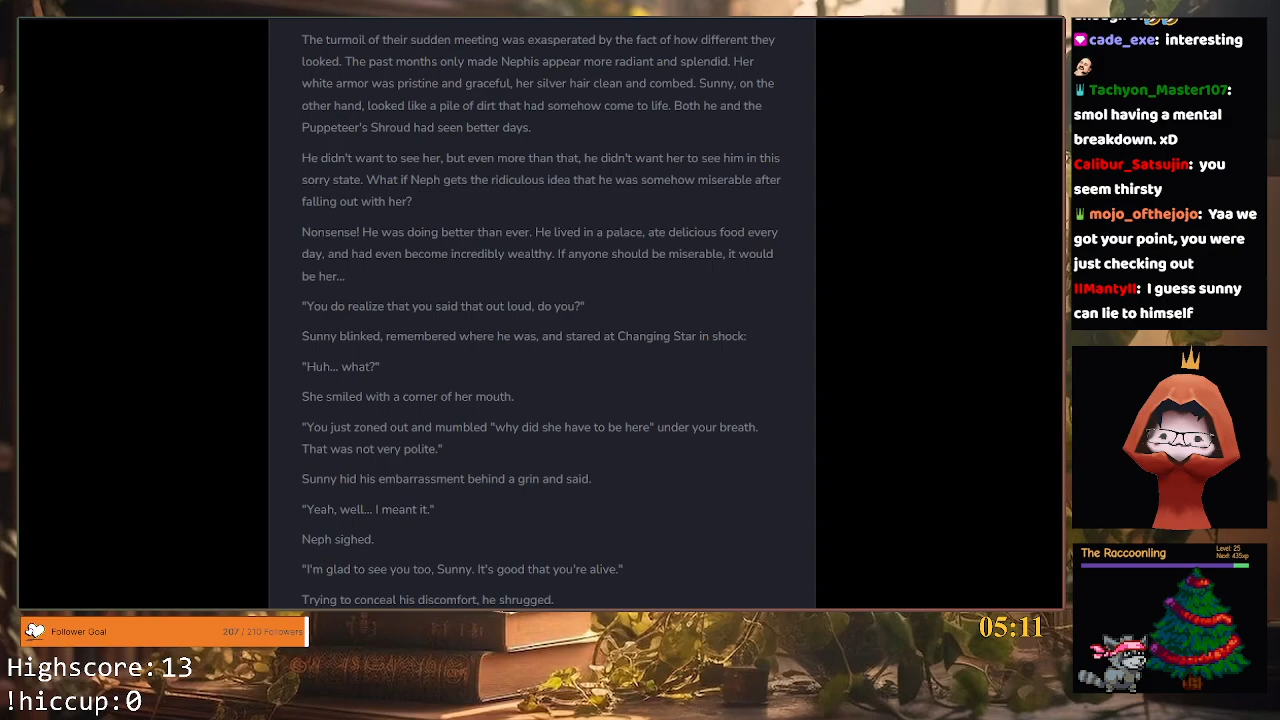 The turmoil of their sudden meeting was exasperated by the fact of how different they
looked. The past months only made Nephis appear more radiant and splendid. Her
white armor was pristine and graceful, her silver hair clean and combed. Sunny, on the
other hand, looked like a pile of dirt that had somehow come to life. Both he and the
Puppeteer's Shroud had seen better days.
He didn't want to see her, but even more than that, he didn't want her to see him in this
sorry state. What if Neph gets the ridiculous idea that he was somehow miserable after
falling out with her?
Nonsense! He was doing better than ever. He lived in a palace, ate delicious food every
day, and had even become incredibly wealthy. If anyone should be miserable, it would
be her...
"You do realize that you said that out loud, do you?"
Sunny blinked, remembered where he was, and stared at Changing Star in shock:
"Huh... what?"
She smiled with a corner of her mouth.
"You just zoned out and mumbled "why did she have to be here" under your breath.
That was not very polite."
Sunny hid his embarrassment behind a grin and said.
"Yeah, well... I meant it."
Neph sighed.
"I'm glad to see you too, Sunny. It's good that you're alive."
Trying to conceal his discomfort, he shrugged.
cade_exe: interesting
Tachyon_Master107:
smol having a mental
breakdown. xD
Calibur_Satsujin: you
seem thirsty
mojo_ofthejojo: Yaa we
got your point, you were
just checking out
IIMantyII: I guess sunny
can lie to himself
The Raccoonling
Level: 25
Next: 435xp
Follower Goal
207 / 210 Followers
05:11
Highscore:13
!hiccup:0